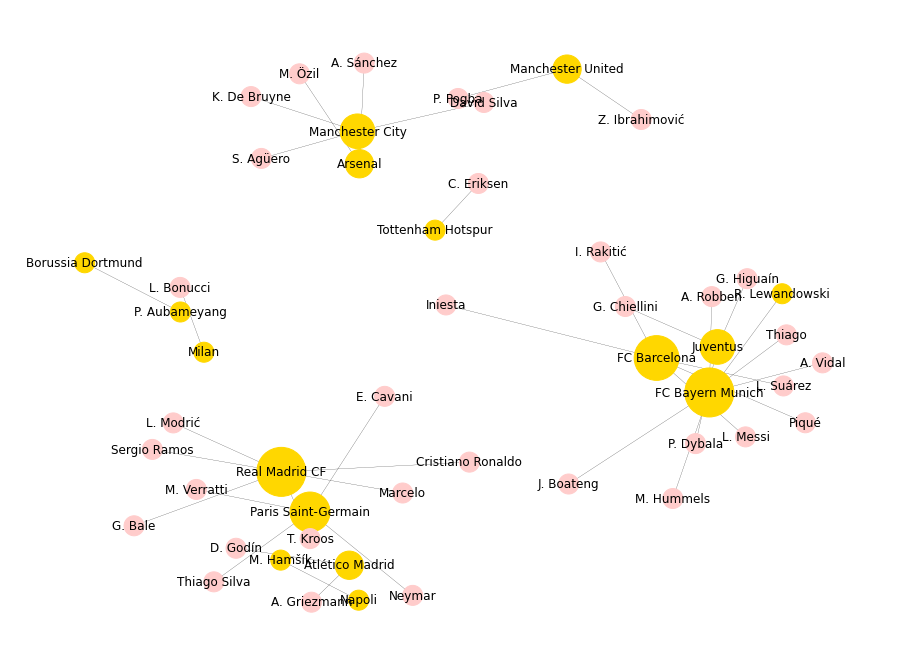 A. Sánchez
Manchester United
M. Özil
K. De Bruyne
P. Pogba
David Silva
Z. Ibrahimović
Manchester City
S. Agüero
Arsenal
C. Eriksen
Tottenham Hotspur
I. Rakitić
Borussia Dortmund
G. Higuaín
L. Bonucci
A. Robben
R. Lewandowski
Iniesta
G. Chiellini
P. Aubameyang
Thiago
Juventus
Milan
FC Barcelona
A. Vidal
L. Suárez
FC Bayern Munich
E. Cavani
L. Modrić
Piqué
L. Messi
P. Dybala
Sergio Ramos
Cristiano Ronaldo
Real Madrid CF
J. Boateng
M. Verratti
Marcelo
M. Hummels
Paris Saint-Germain
G. Bale
T. Kroos
D. Godín
M. Hamšík
Atlético Madrid
Thiago Silva
Neymar
A. Griezmann
Napoli